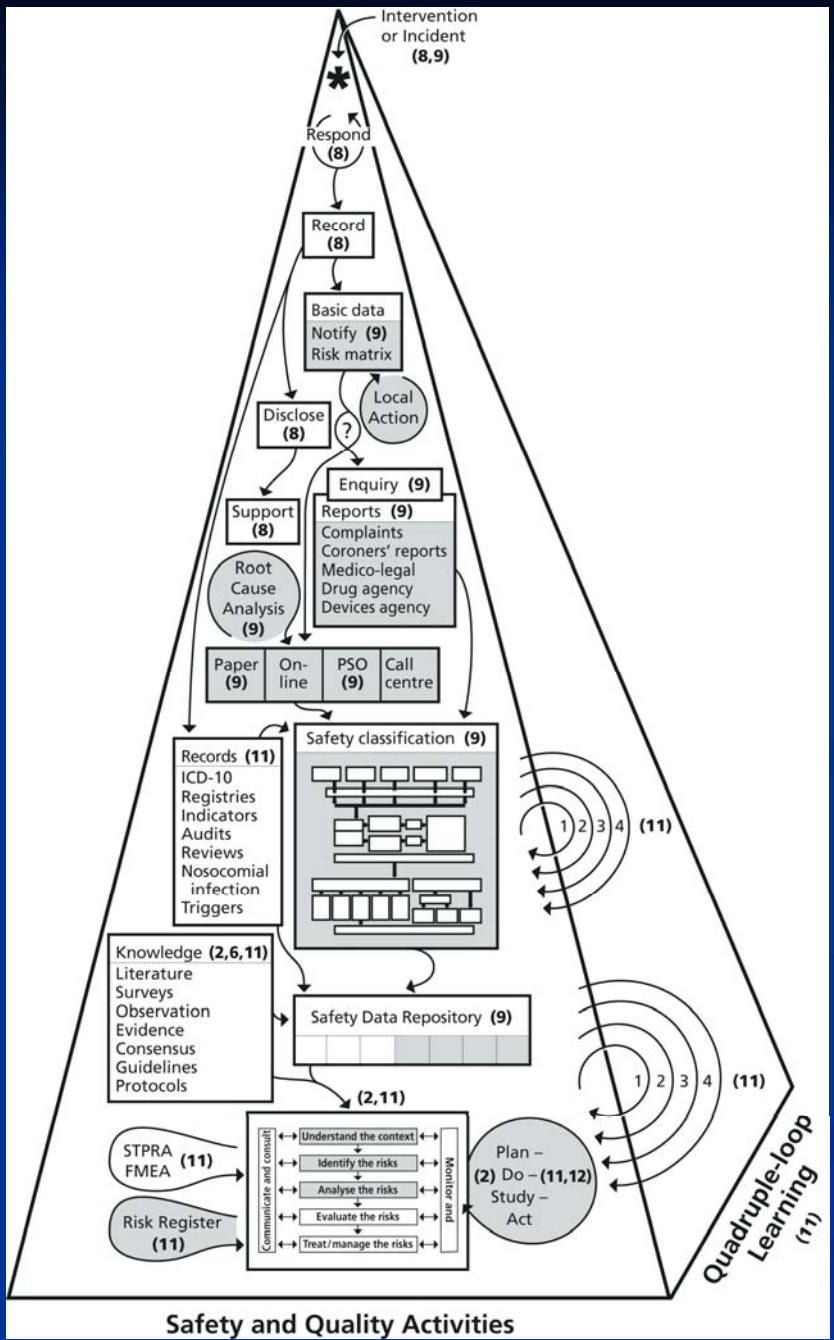 Intervention
or Incident
(8,9)
*
Respond
(8)
Record
(8)
Basic data
Notify (9)
Risk matrix
Local
Action
Disclose
(8)
?
Enquiry (9)
Support
(8)
Reports (9)
Complaints
Coroners' reports
Medico-legal
Drug agency
Devices agency
Root
Cause
Analysis
(9)
Paper
(9)
On-
line
PSO
(9)
Call
centre
Safety classification (9)
Records (11)
ICD-10
Registries
Indicators
Audits
Reviews
Nosocomial
infection
Triggers
1 2 3 4 (11)
Knowledge (2,6,11)
Literature
Surveys
Observation
Evidence
Consensus
Guidelines
Protocols
Safety Data Repository (9)
1 2 3 4 (11)
(2,11)
STPRA
FMEA
(11)
Risk Register
(11)
Communicate and consult
Understand the context
Identify the risks
Analyse the risks
Evaluate the risks
Treat/manage the risks
Monitor and
Plan –
(2) Do – (11,12)
Study –
Act
Quadruple-loop
Learning
(11)
Safety and Quality Activities